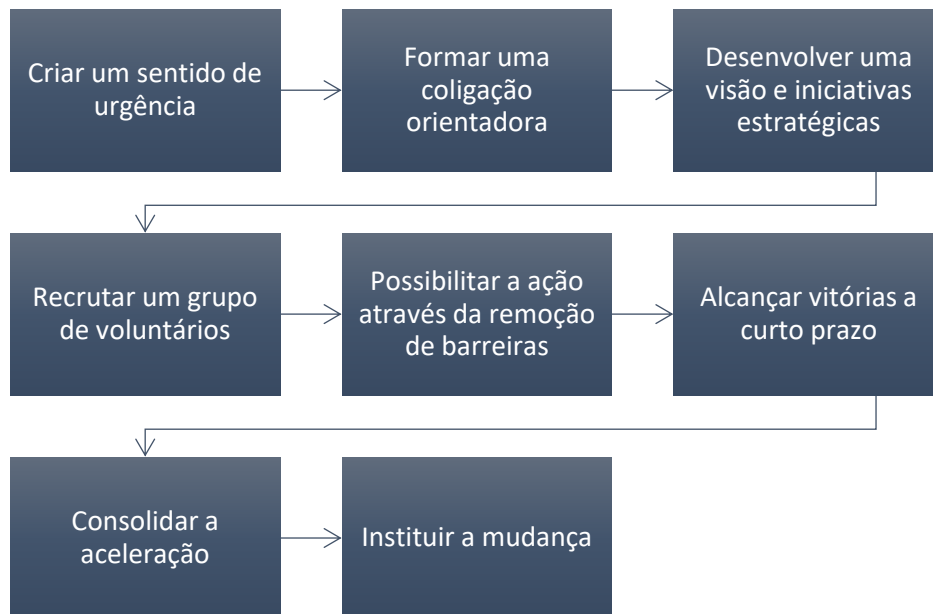 Criar um sentido de
urgência
Formar uma
coligação
orientadora
Desenvolver uma
visão e iniciativas
estratégicas
Recrutar um grupo
de voluntários
Possibilitar a ação
através da remoção
de barreiras
Alcançar vitórias a
curto prazo
Consolidar a
aceleração
Instituir a mudança